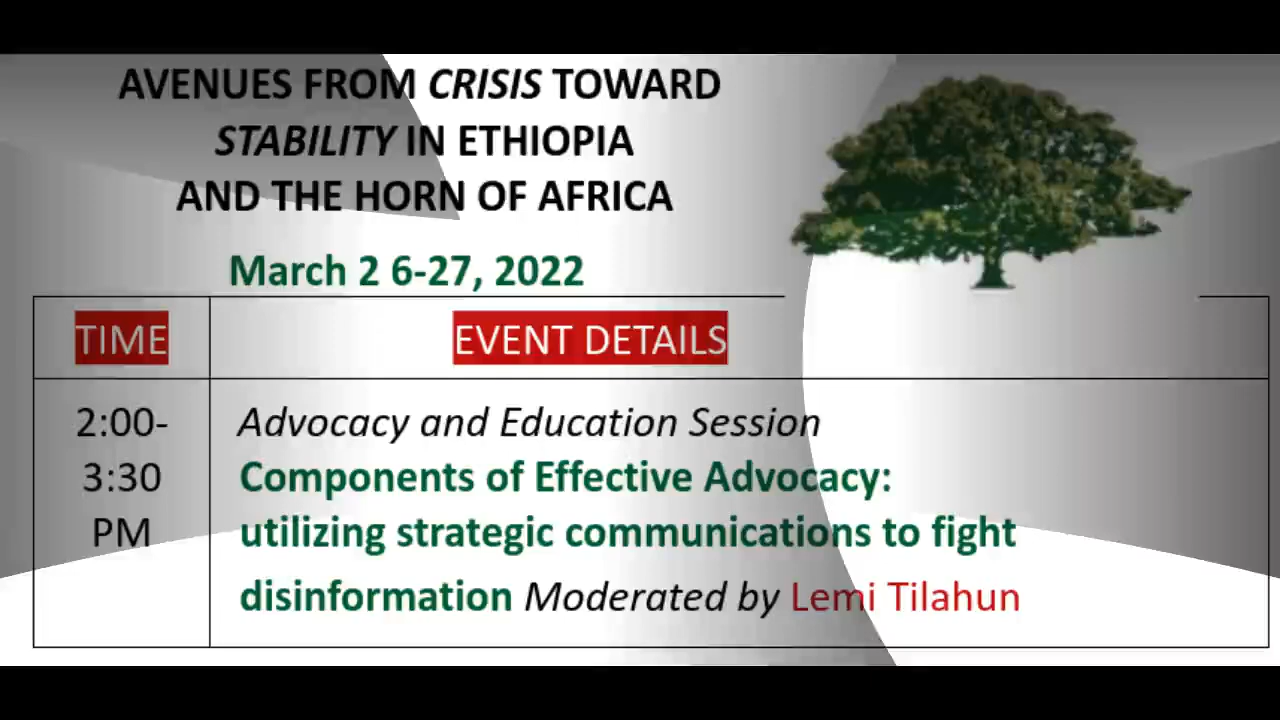 AVENUES FROM CRISIS TOWARD
STABILITY IN ETHIOPIA
AND THE HORN OF AFRICA
March 2 6-27, 2022
TIME
EVENT DETAILS
2:00-
3:30
PM
Advocacy and Education Session
Components of Effective Advocacy:
utilizing strategic communications to fight
disinformation Moderated by Lemi Tilahun